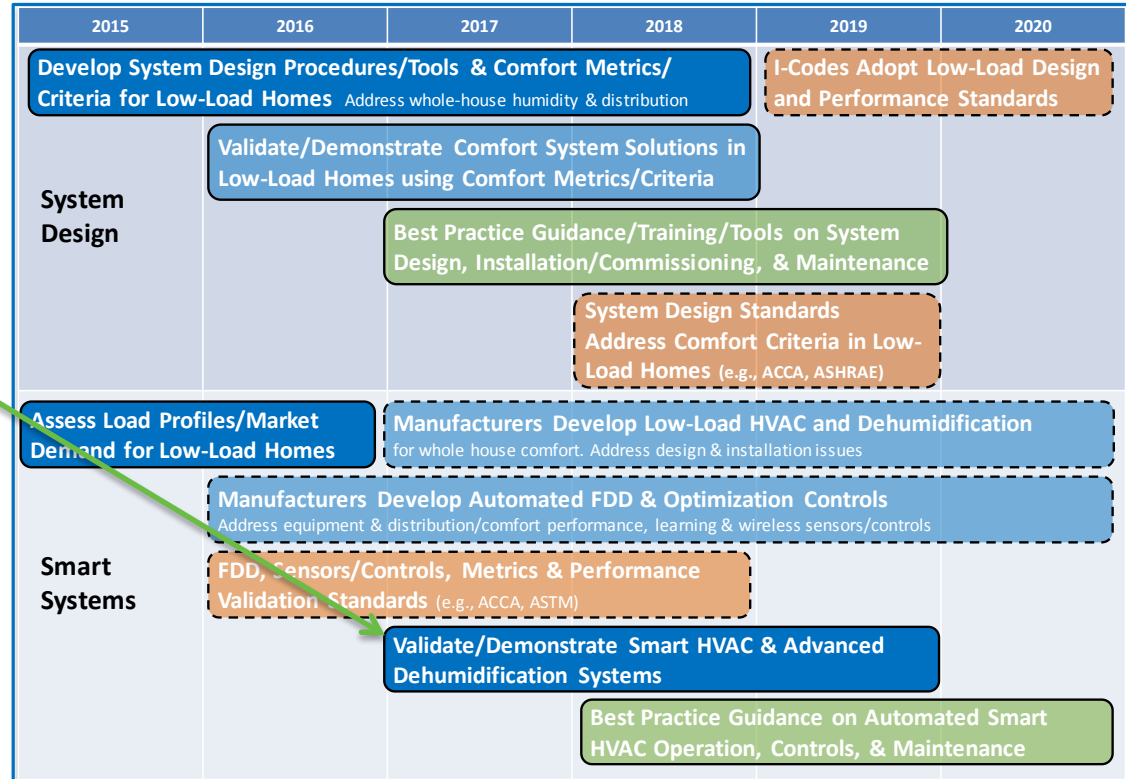 2015 2016 2017 2018 2019 2020
Develop System Design Procedures/Tools & Comfort Metrics/
Criteria for Low-Load Homes Address whole-house humidity & distribution
I-Codes Adopt Low-Load Design
and Performance Standards
Validate/Demonstrate Comfort System Solutions in
Low-Load Homes using Comfort Metrics/Criteria
System
Design
Best Practice Guidance/Training/Tools on System
Design, Installation/Commissioning, & Maintenance
System Design Standards
Address Comfort Criteria in Low-
Load Homes (e.g., ACCA, ASHRAE)
Assess Load Profiles/Market
Demand for Low-Load Homes
Manufacturers Develop Low-Load HVAC and Dehumidification
for whole house comfort. Address design & installation issues
Manufacturers Develop Automated FDD & Optimization Controls
Address equipment & distribution/comfort performance, learning & wireless sensors/controls
Smart
Systems
FDD, Sensors/Controls, Metrics & Performance
Validation Standards (e.g., ACCA, ASTM)
Validate/Demonstrate Smart HVAC & Advanced
Dehumidification Systems
Best Practice Guidance on Automated Smart
HVAC Operation, Controls, & Maintenance